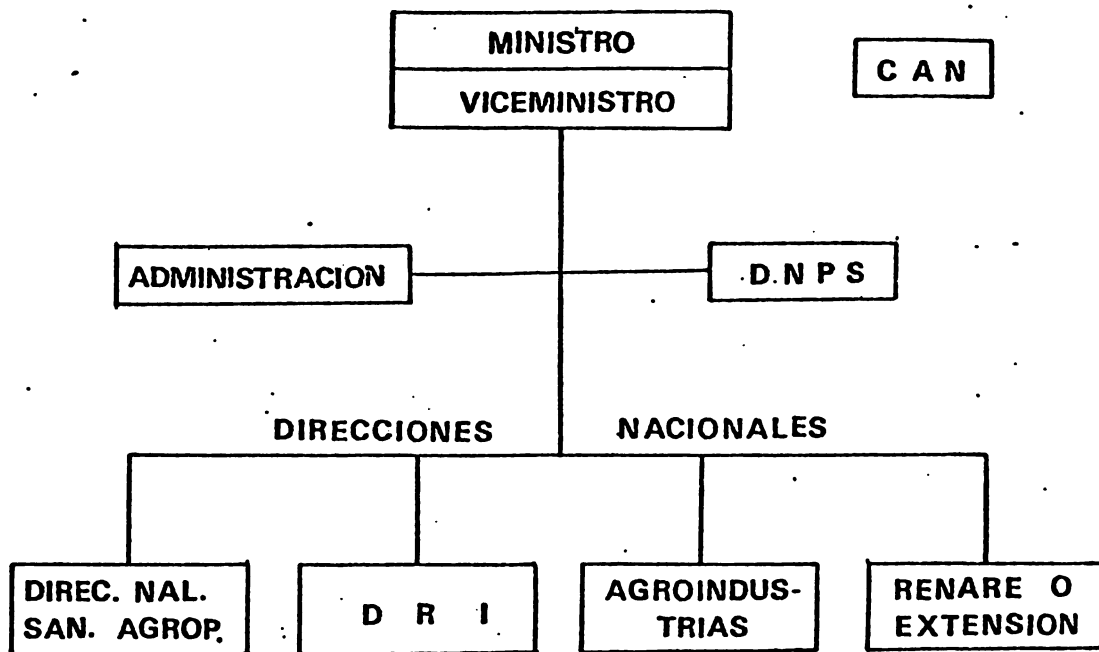 MINISTRO
C A N
VICEMINISTRO
ADMINISTRACION
D. N P S
DIRECCIONES NACIONALES
DIREC. NAL.
SAN. AGROP.
D R I
AGROINDUS-
TRIAS
RENARE O
EXTENSION